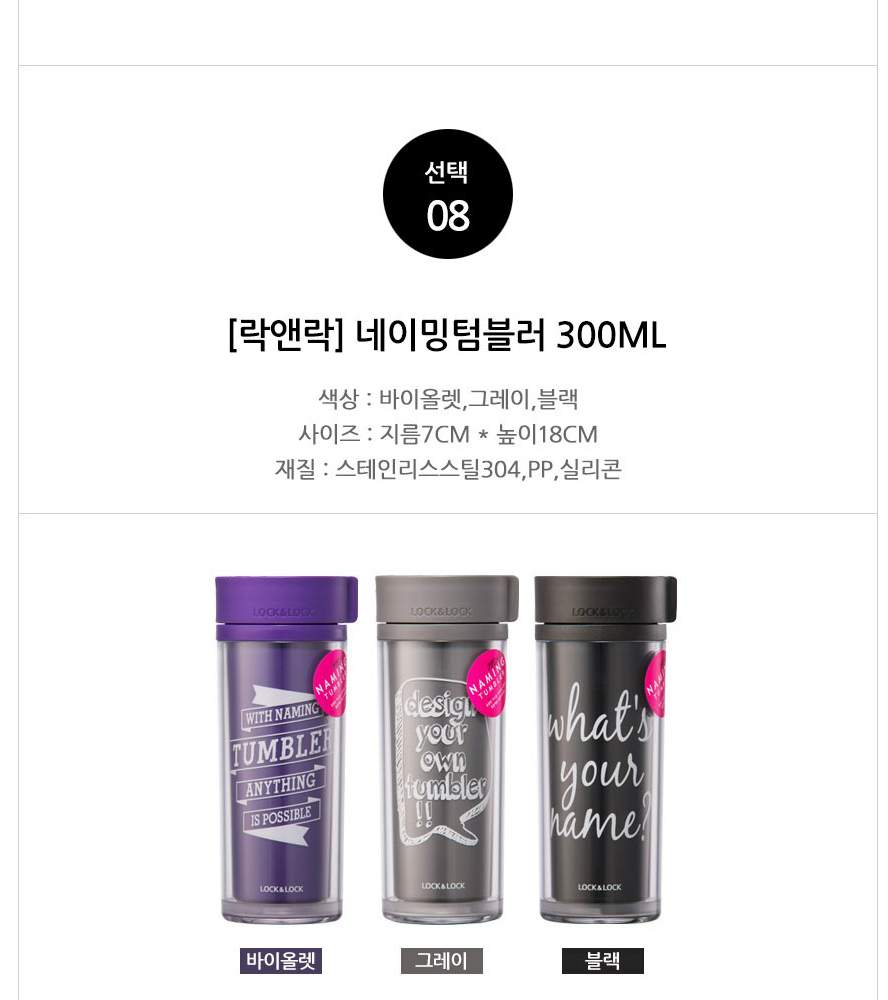 선택
08
[락앤락] 네이밍텀블러 300ML
색상 : 바이올렛,그레이,블랙
사이즈 : 지름7CM * 높이18CM
재질 : 스테인리스스틸304,PP,실리콘
LOCK&LOCK
NAMING
TUMBLER
WITH NAMING
TUMBLER
ANYTHING
IS POSSIBLE
LOCK&LOCK
바이올렛
LOCK&LOCK
NAMING
TUMBLER
design
your
own
tumbler
!!
LOCK&LOCK
그레이
LOCK&LOCK
what's
your
name?
LOCK&LOCK
블랙